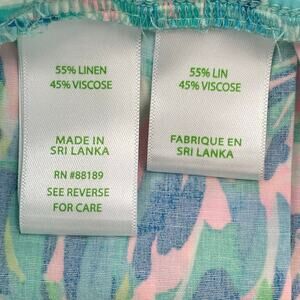 55% LINEN
45% VISCOSE
MADE IN
SRI LANKA
RN #88189
SEE REVERSE
FOR CARE
55% LIN
45% VISCOSE
FABRIQUE EN
SRI LANKA